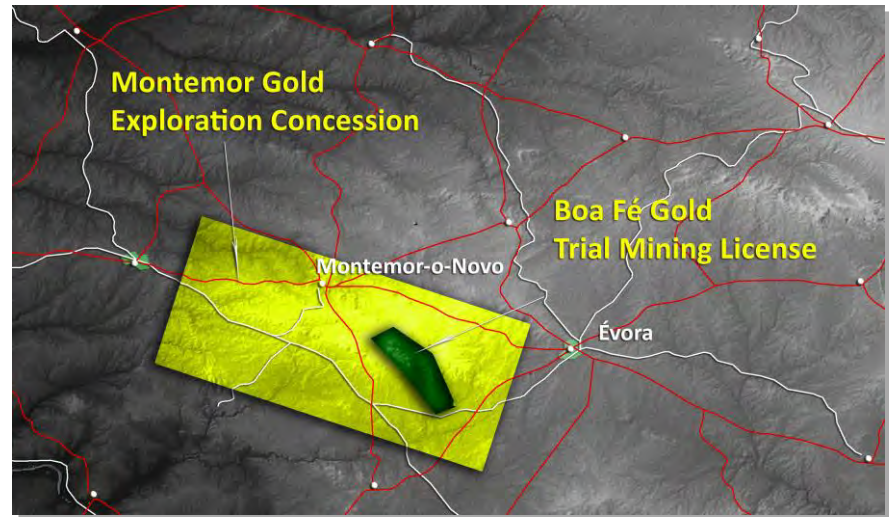 Montemor Gold
Exploration Concession
Boa Fé Gold
Trial Mining License
Montemor-o-Novo
Évora